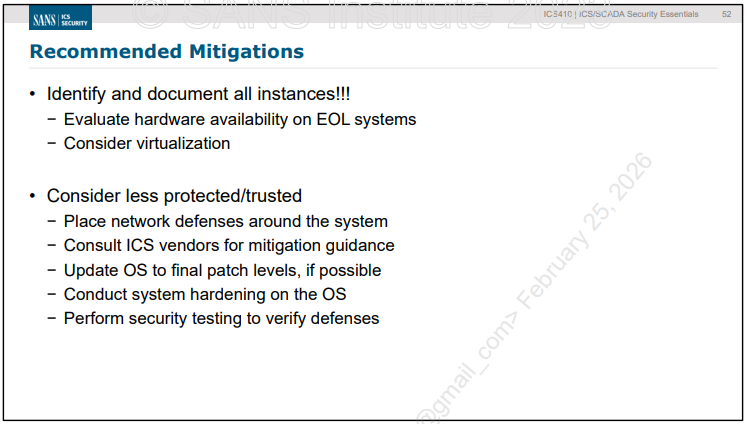 © SANS Institute 2026
SANS | ICS SECURITY
ICS410 | ICS/SCADA Security Essentials 52
Recommended Mitigations
• Identify and document all instances!!!
– Evaluate hardware availability on EOL systems
– Consider virtualization
• Consider less protected/trusted
– Place network defenses around the system
– Consult ICS vendors for mitigation guidance
– Update OS to final patch levels, if possible
– Conduct system hardening on the OS
– Perform security testing to verify defenses
@gmail_com> February 25, 2026